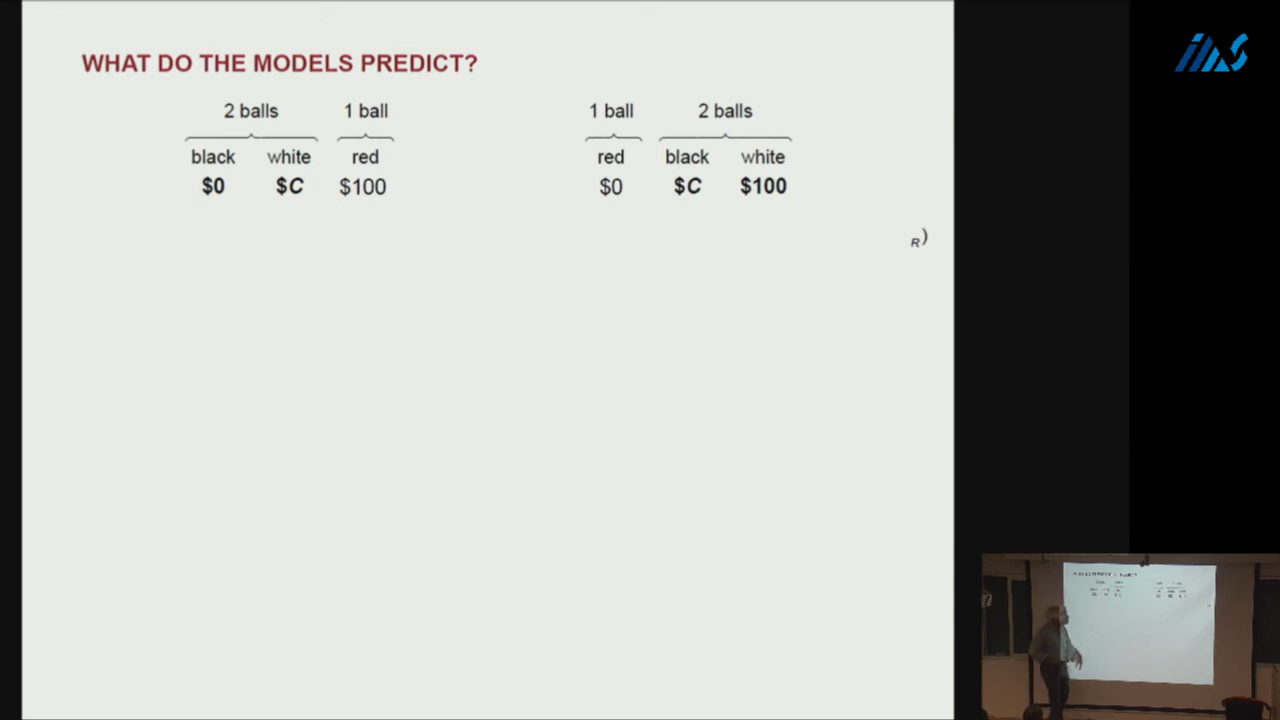 WHAT DO THE MODELS PREDICT?
2 balls 1 ball 1 ball 2 balls
black white red red black white
$0 $C $100 $0 $C $100
R)
IIAS